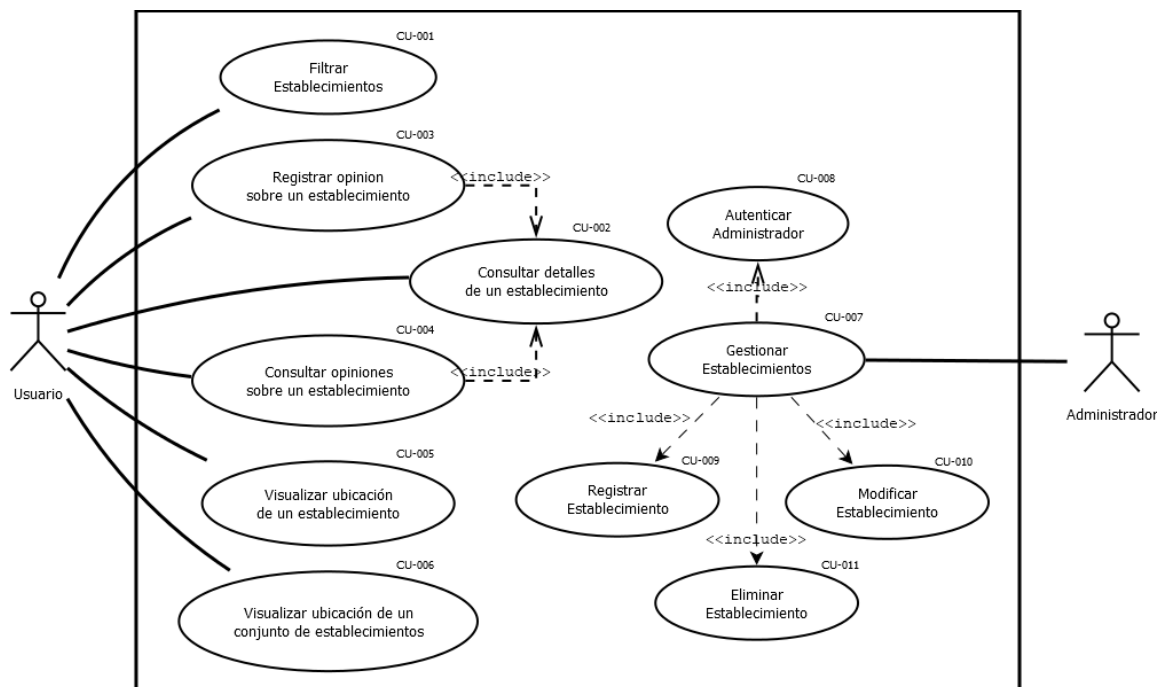 CU-001
Filtrar
Establecimientos
CU-003
Registrar opinion
sobre un establecimiento
<<include>>
CU-002
Consultar detalles
de un establecimiento
CU-004
Consultar opiniones
sobre un establecimiento
<<include>>
CU-005
Visualizar ubicación
de un establecimiento
CU-006
Visualizar ubicación de un
conjunto de establecimientos
Usuario
CU-008
Autenticar
Administrador
<<include>>
CU-007
Gestionar
Establecimientos
<<include>>
<<include>>
CU-009
Registrar
Establecimiento
CU-010
Modificar
Establecimiento
<<include>>
CU-011
Eliminar
Establecimiento
Administrador